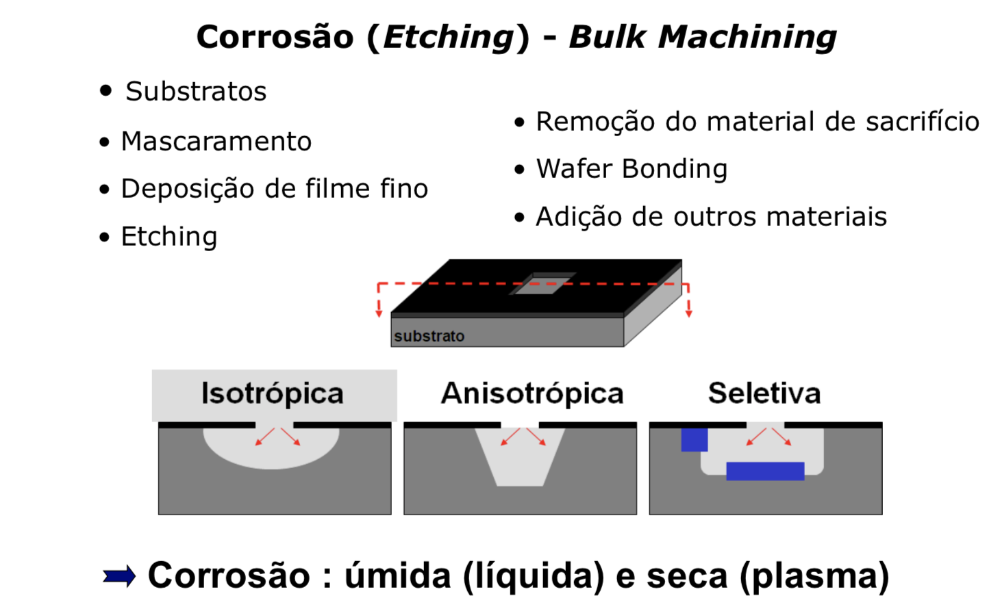 Corrosão (Etching) - Bulk Machining
• Substratos
• Mascaramento
• Deposição de filme fino
• Etching
• Remoção do material de sacrifício
• Wafer Bonding
• Adição de outros materiais
substrato
Isotrópica
Anisotrópica
Seletiva
Corrosão : úmida (líquida) e seca (plasma)